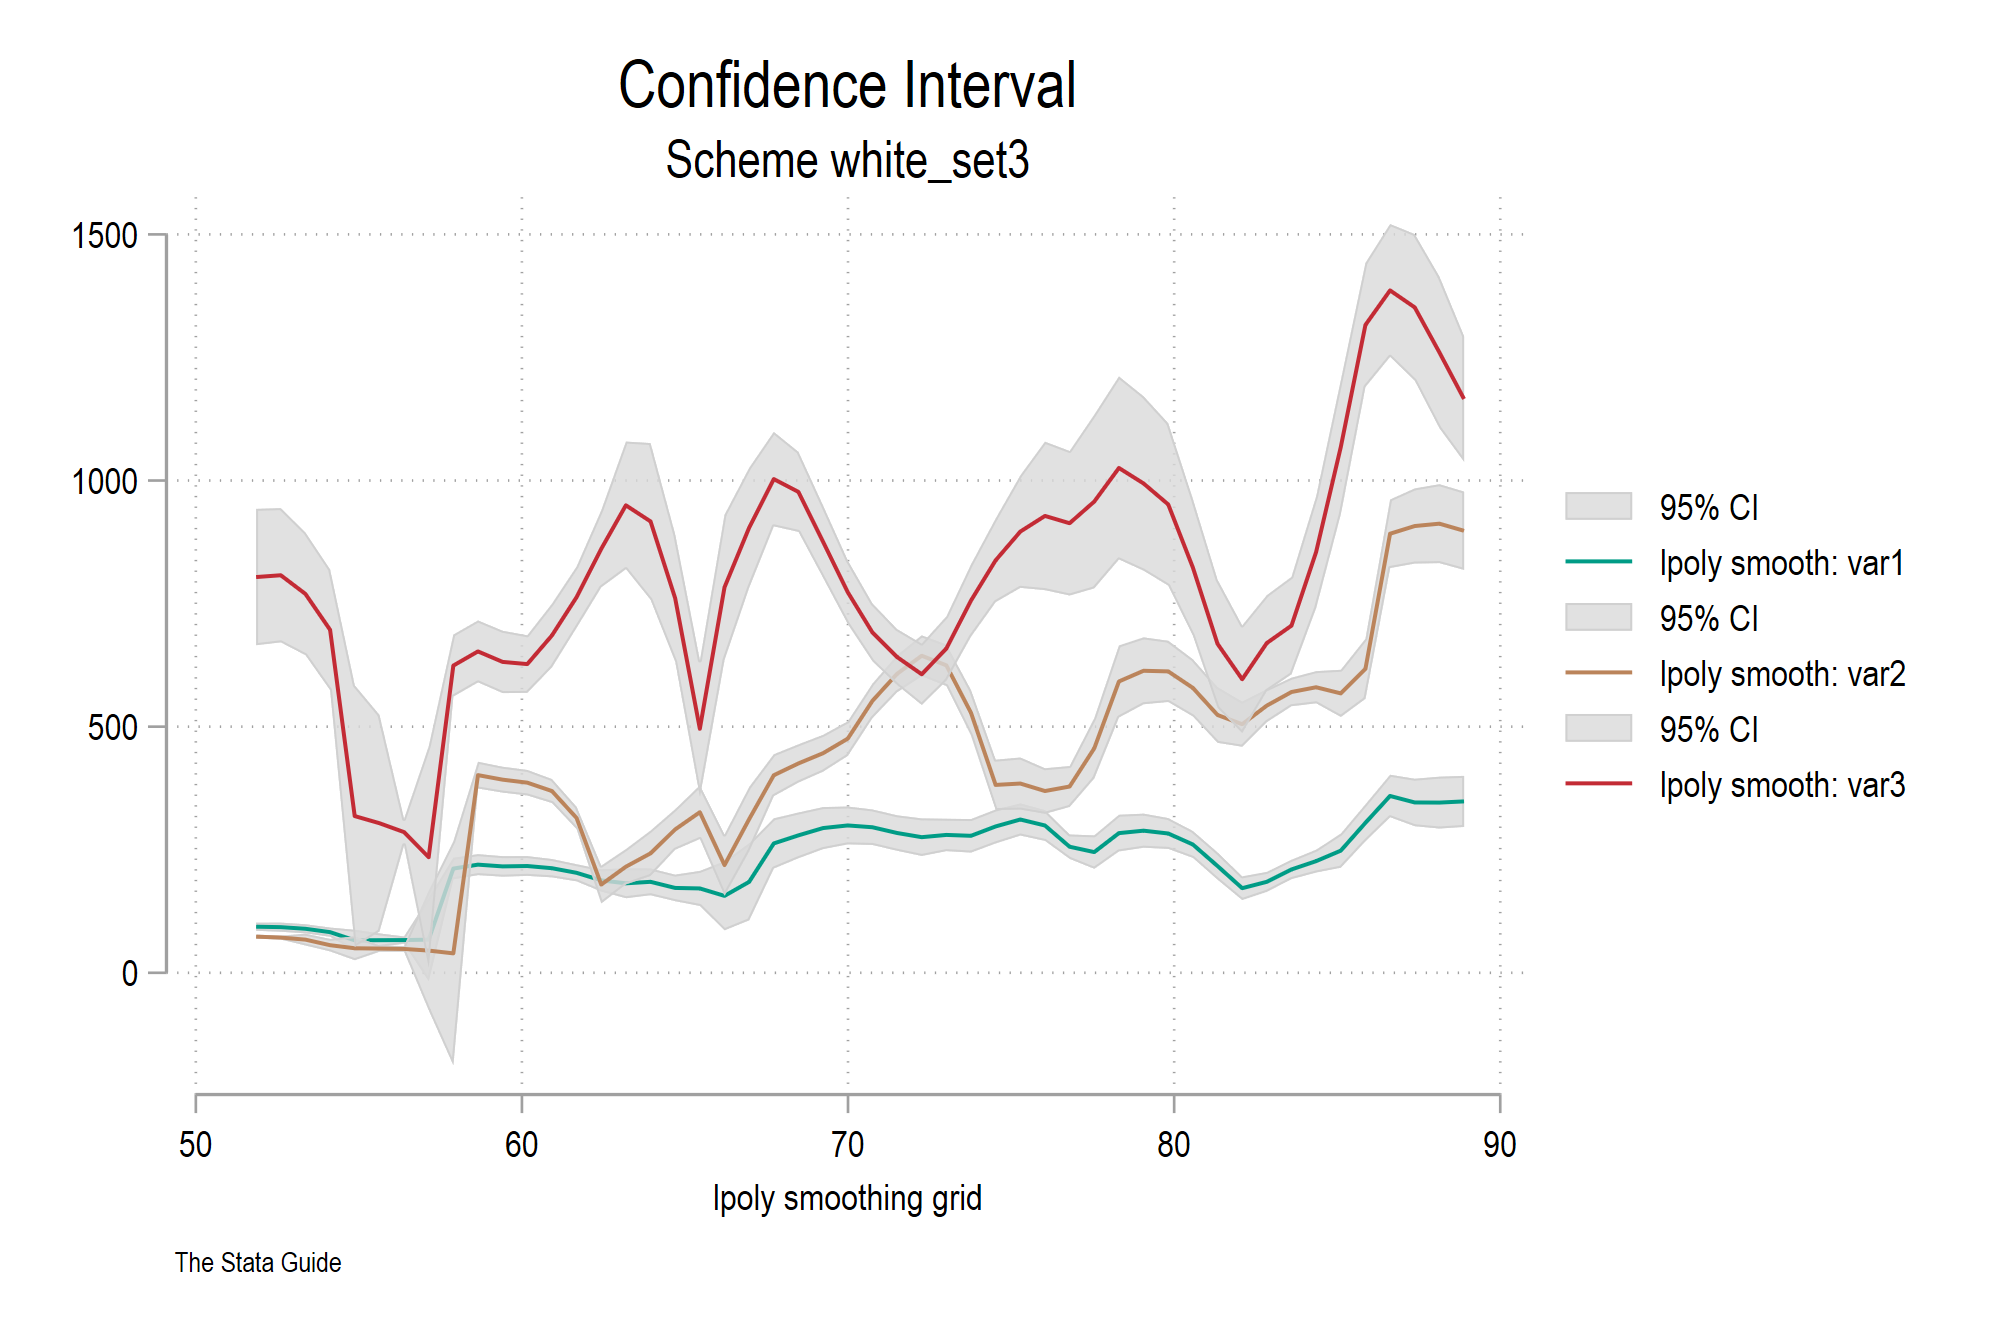 Confidence Interval
Scheme white_set3
1500
1000
500
0
50 60 70 80 90
lpoly smoothing grid
95% CI
lpoly smooth: var1
95% CI
lpoly smooth: var2
95% CI
lpoly smooth: var3
The Stata Guide